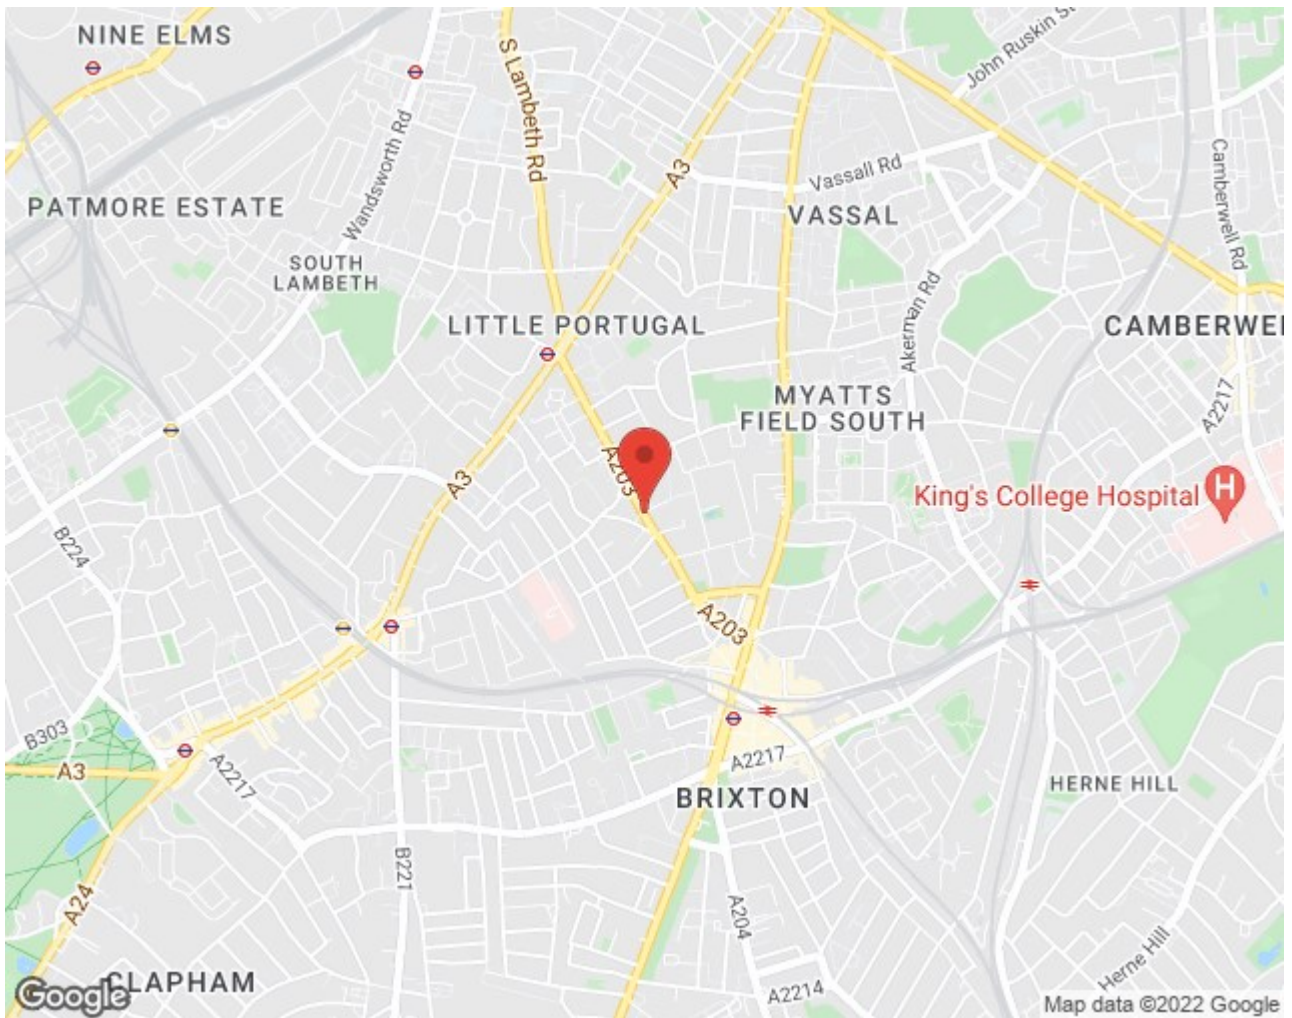 NINE ELMS
S Lambeth Rd
John Ruskin St
Wandsworth Rd
A3
Vassall Rd
Camberwell Rd
PATMORE ESTATE
VASSAL
SOUTH
LAMBETH
Akerman Rd
LITTLE PORTUGAL
CAMBERWEL
MYATTS
FIELD SOUTH
A2217
A203
A3
King's College Hospital
H
B224
A203
B303
A3
A2217
A2217
HERNE HILL
BRIXTON
B221
A24
A204
Herne Hill
CLAPHAM
A2214
Google
Map data ©2022 Google